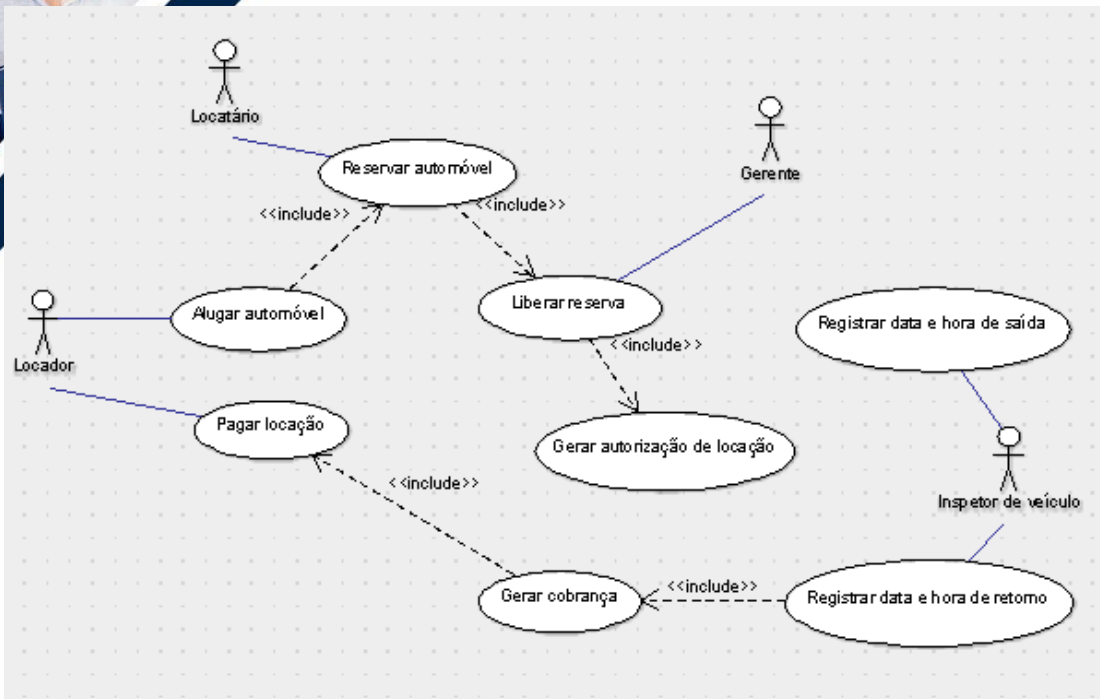 Locatário
Reservar automóvel
Gerente
<<include>>
<<include>>
Alugar automóvel
Liberar reserva
Registrar data e hora de saída
Locador
<<include>>
Pagar locação
Gerar autorização de locação
<<include>>
Inspetor de veículo
Gerar cobrança
<<include>>
Registrar data e hora de retorno